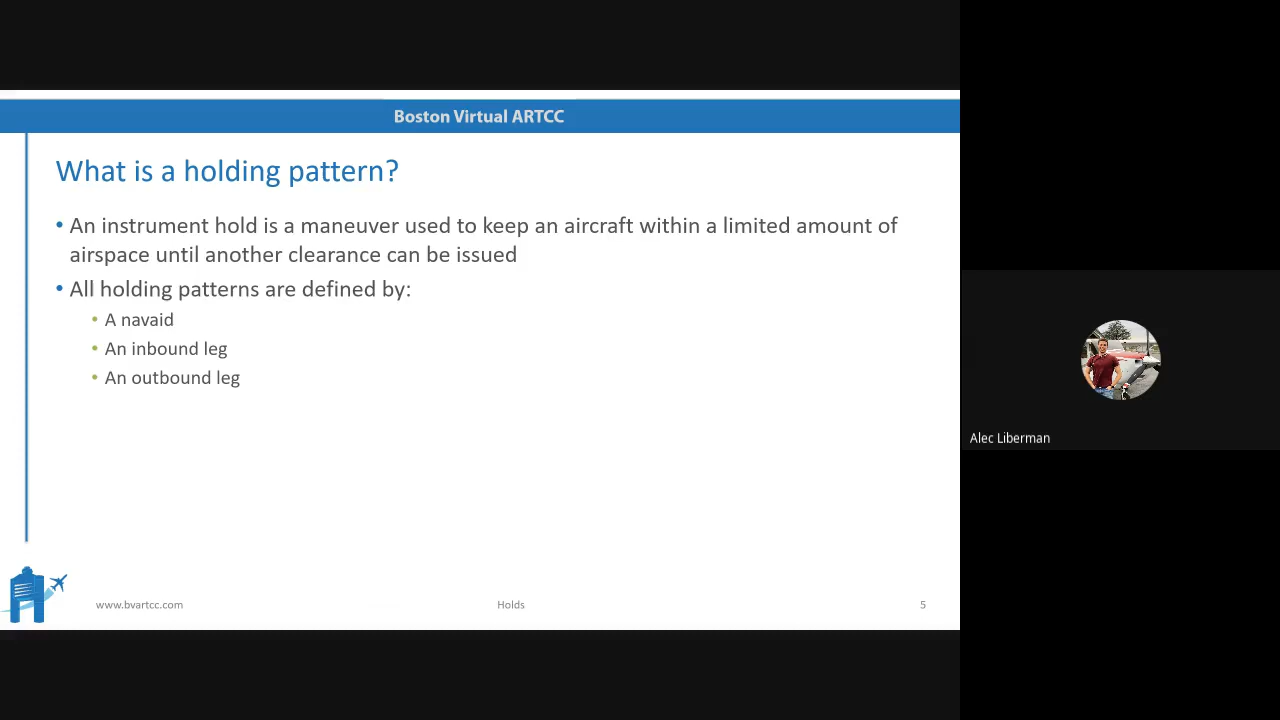 Boston Virtual ARTCC
What is a holding pattern?
• An instrument hold is a maneuver used to keep an aircraft within a limited amount of
airspace until another clearance can be issued
• All holding patterns are defined by:
• A navaid
• An inbound leg
• An outbound leg
Alec Liberman
www.bvartcc.com
Holds
5